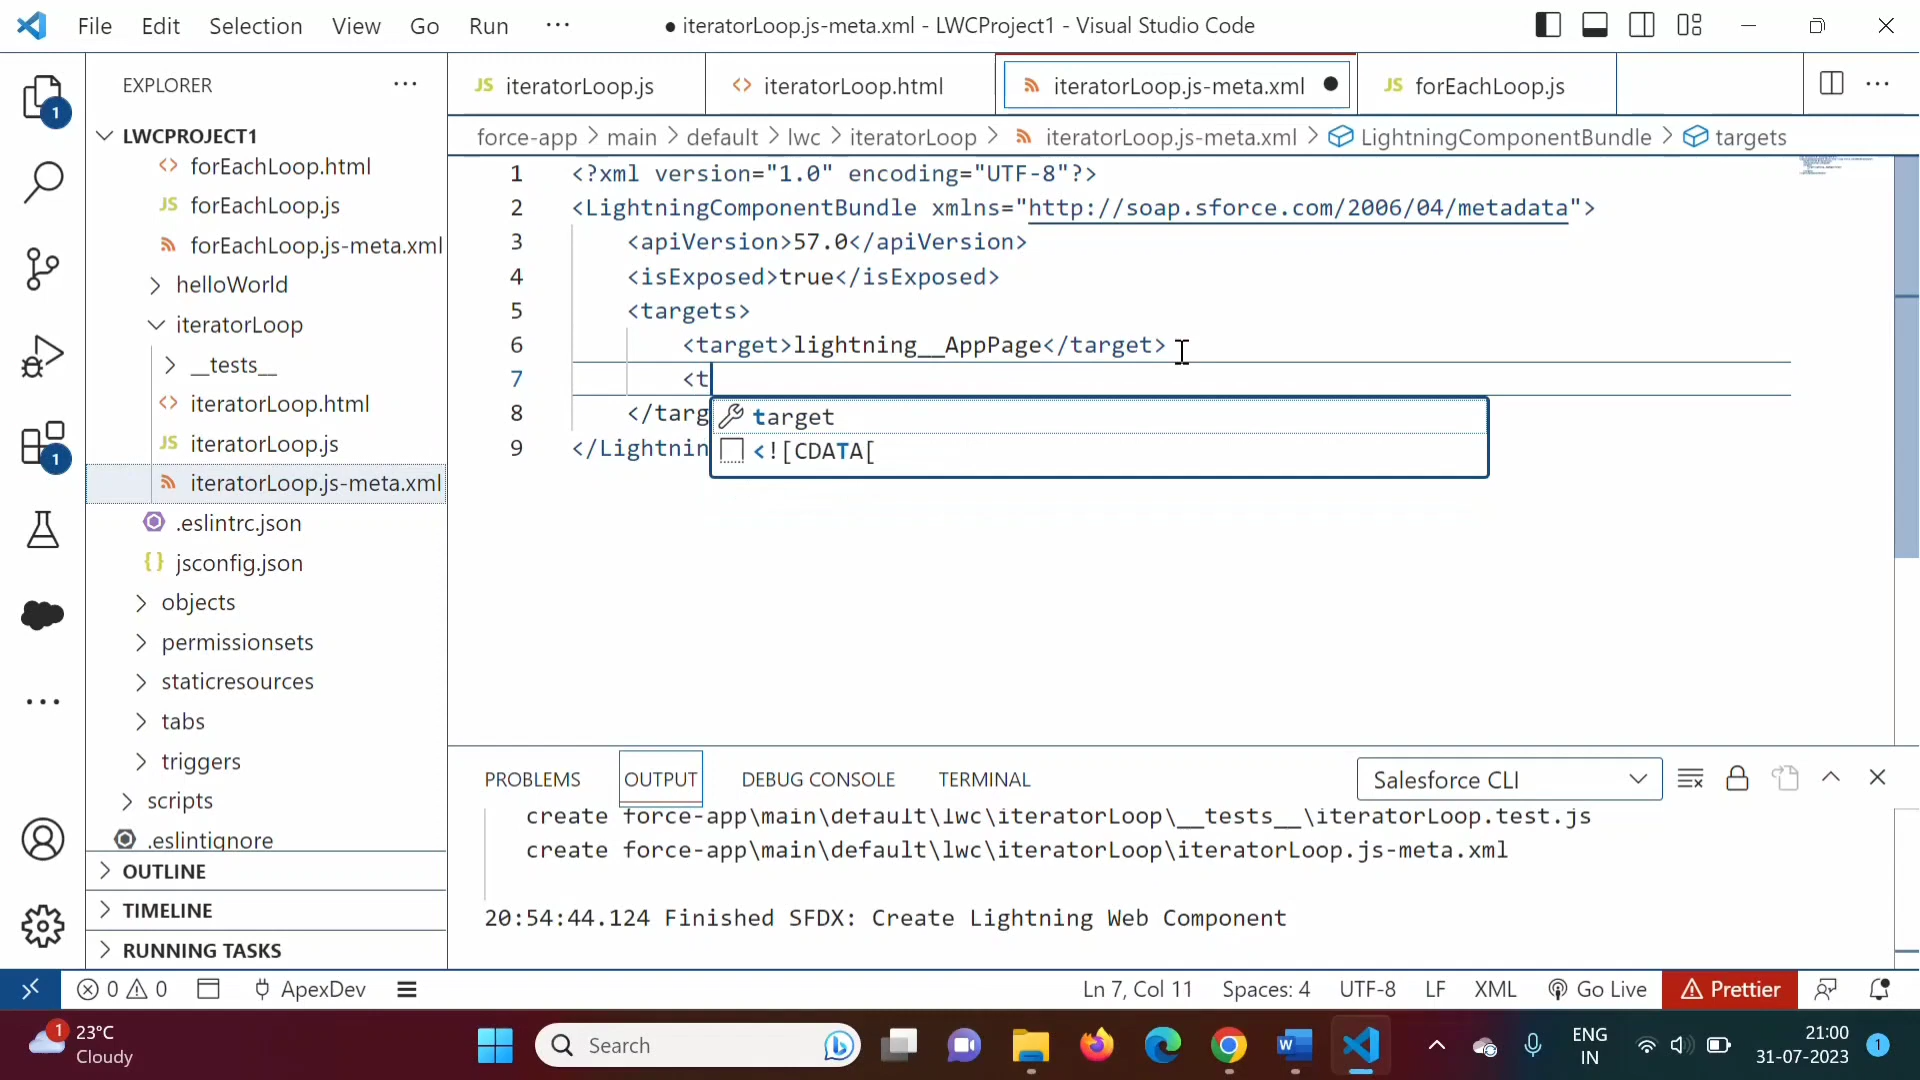 File Edit Selection View Go Run ···
● iteratorLoop.js-meta.xml - LWCProject1 - Visual Studio Code
EXPLORER
JS iteratorLoop.js
<> iteratorLoop.html
iteratorLoop.js-meta.xml ●
JS forEachLoop.js
force-app > main > default > lwc > iteratorLoop > iteratorLoop.js-meta.xml > LightningComponentBundle > targets
1
LWCPROJECT1
<> forEachLoop.html
JS forEachLoop.js
forEachLoop.js-meta.xml
helloWorld
iteratorLoop
__tests__
<> iteratorLoop.html
JS iteratorLoop.js
iteratorLoop.js-meta.xml
.eslintrc.json
{} jsconfig.json
objects
permissionsets
staticresources
tabs
triggers
scripts
.eslintignore
OUTLINE
TIMELINE
RUNNING TASKS
1
1 <?xml version="1.0" encoding="UTF-8"?>
2 <LightningComponentBundle xmlns="http://soap.sforce.com/2006/04/metadata">
3 <apiVersion>57.0</apiVersion>
4 <isExposed>true</isExposed>
5 <targets>
6 <target>lightning__AppPage</target>
7 <t
8 </targ
9 </Lightnin
target
<![CDATA[
PROBLEMS OUTPUT DEBUG CONSOLE TERMINAL
Salesforce CLI
create force-app\main\default\lwc\iteratorLoop\__tests__\iteratorLoop.test.js
create force-app\main\default\lwc\iteratorLoop\iteratorLoop.js-meta.xml
20:54:44.124 Finished SFDX: Create Lightning Web Component
0 0 ApexDev
Ln 7, Col 11 Spaces: 4 UTF-8 LF XML Go Live Prettier
1
23°C
Cloudy
Search
ENG
IN
21:00
31-07-2023
1